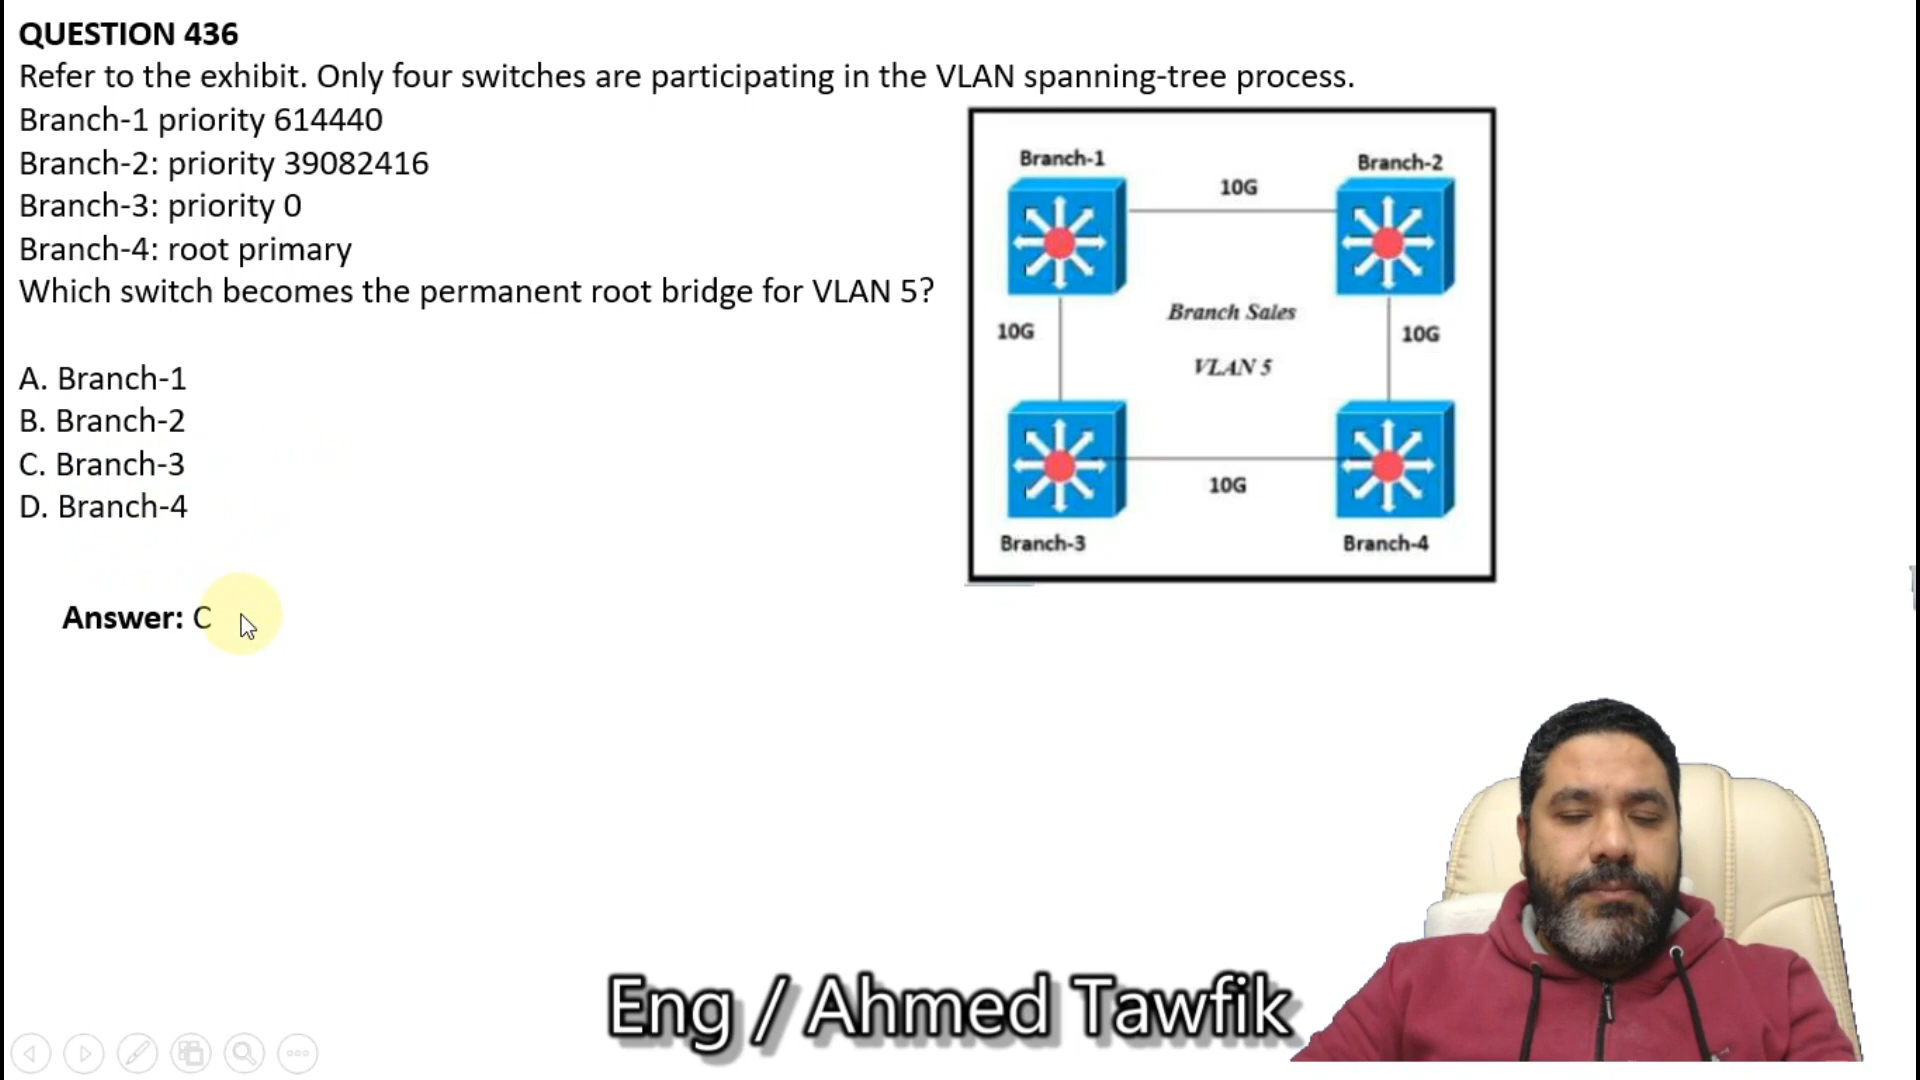 QUESTION 436
Refer to the exhibit. Only four switches are participating in the VLAN spanning-tree process.
Branch-1 priority 614440
Branch-2: priority 39082416
Branch-3: priority 0
Branch-4: root primary
Which switch becomes the permanent root bridge for VLAN 5?
A. Branch-1
B. Branch-2
C. Branch-3
D. Branch-4
Answer: C
Branch-1
Branch-2
10G
Branch Sales
10G
10G
VLAN 5
10G
Branch-3
Branch-4
Eng / Ahmed Tawfik